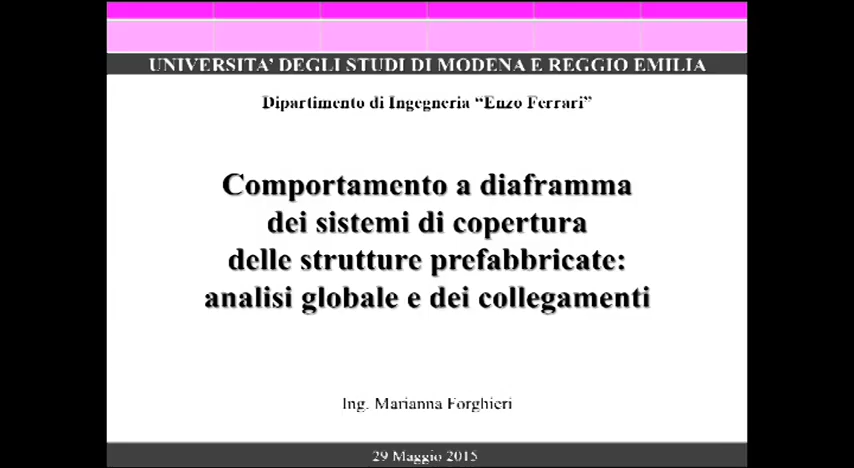 UNIVERSITA' DEGLI STUDI DI MODENA E REGGIO EMILIA
Dipartimento di Ingegneria “Enzo Ferrari”
Comportamento a diaframma
dei sistemi di copertura
delle strutture prefabbricate:
analisi globale e dei collegamenti
Ing. Marianna Forghieri
29 Maggio 2015